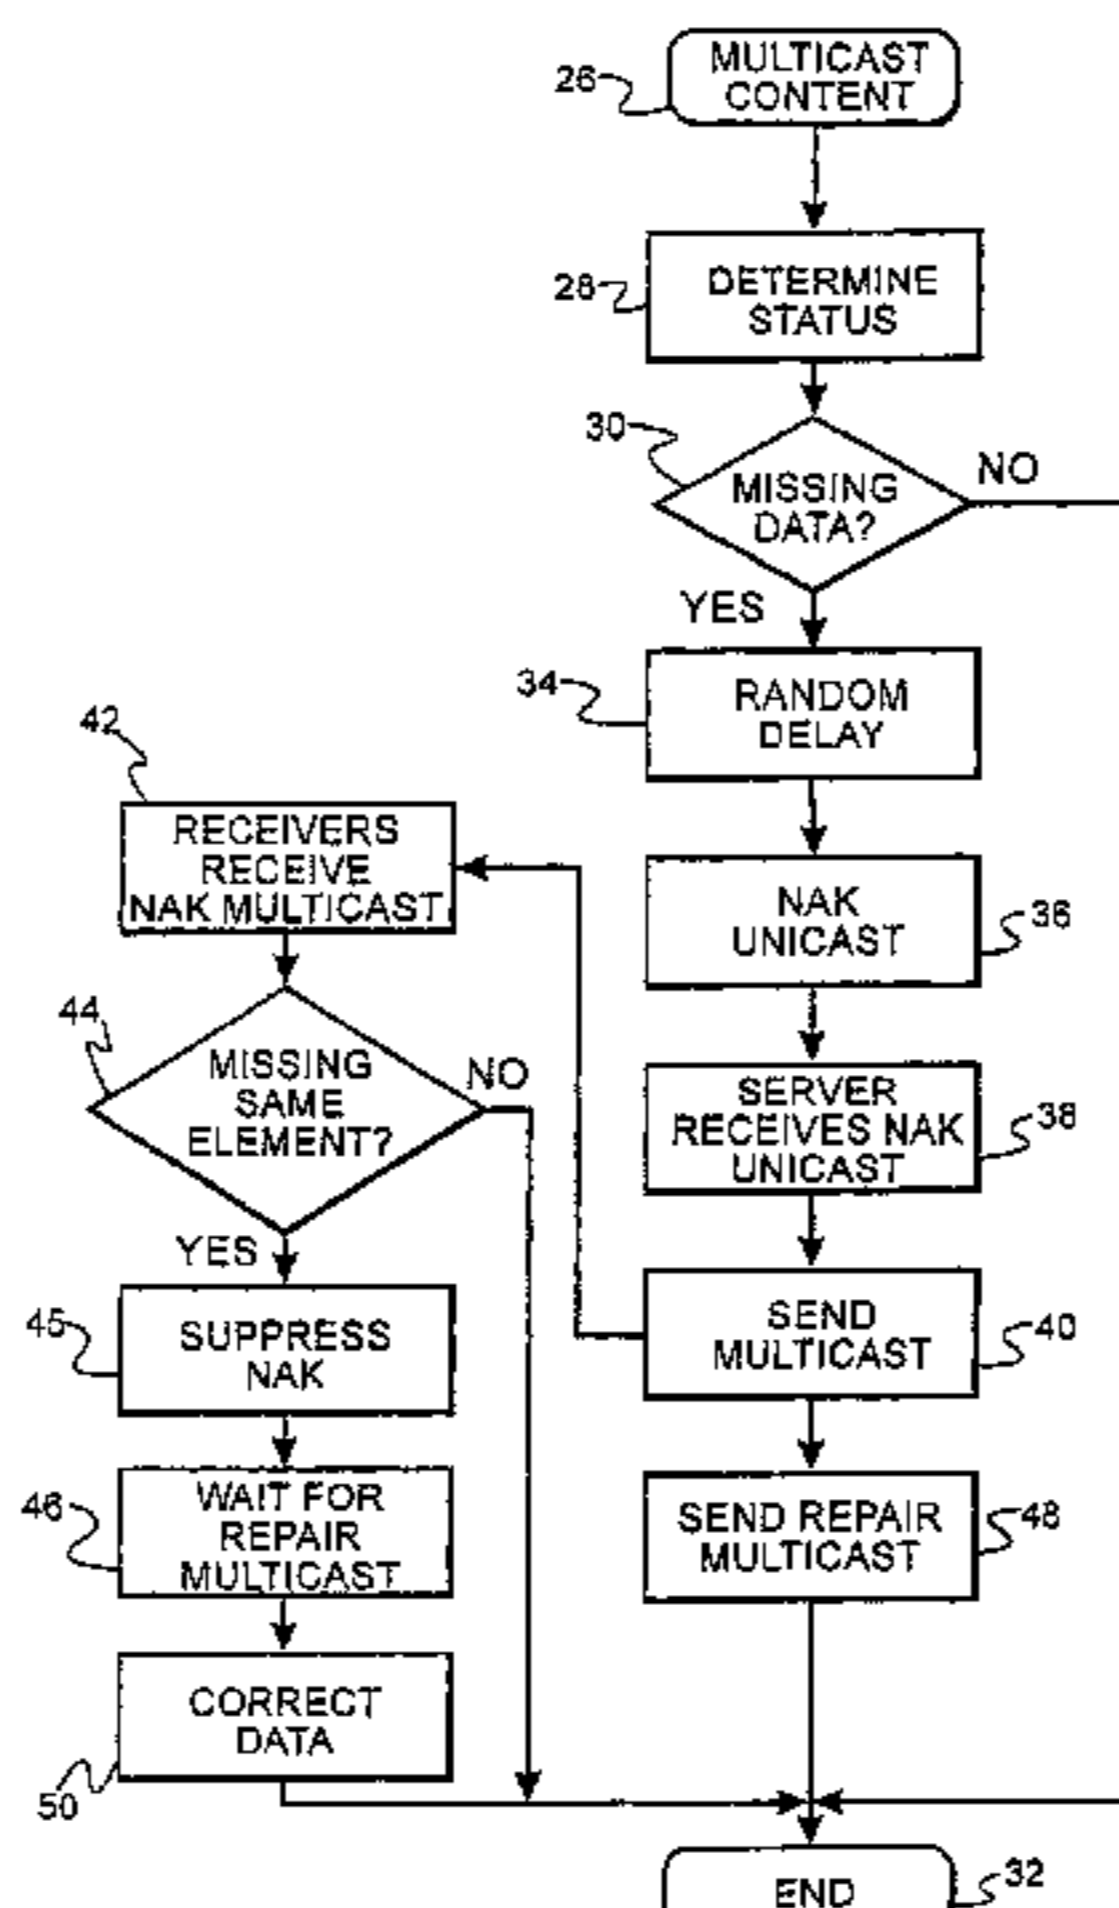 MULTICAST
CONTENT
26
DETERMINE
STATUS
28
30
MISSING
DATA?
NO
YES
34
RANDOM
DELAY
42
RECEIVERS
RECEIVE
NAK MULTICAST
NAK
UNICAST
36
44
MISSING
SAME
ELEMENT?
NO
SERVER
RECEIVES NAK
UNICAST
38
YES
45
SUPPRESS
NAK
SEND
MULTICAST
40
46
WAIT FOR
REPAIR
MULTICAST
SEND REPAIR
MULTICAST
48
CORRECT
DATA
50
END
32